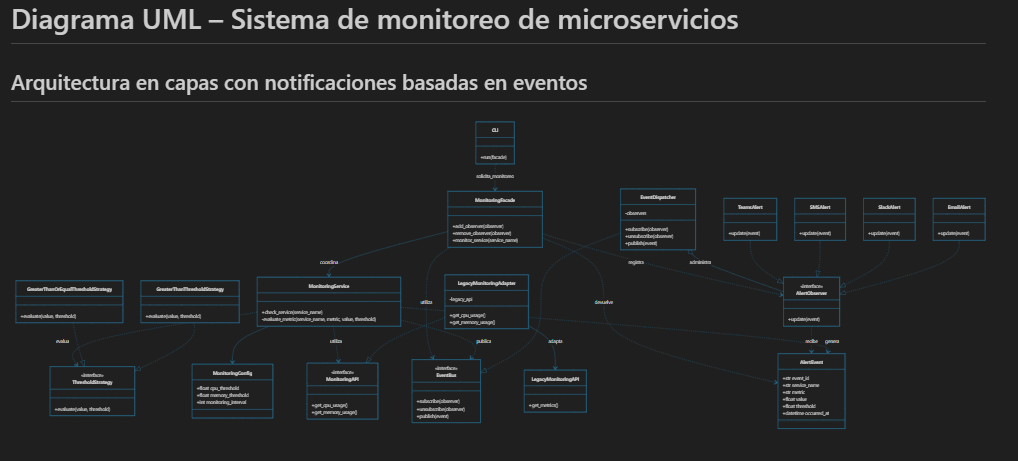 Diagrama UML – Sistema de monitoreo de microservicios
Arquitectura en capas con notificaciones basadas en eventos
CLI
+run(facade)
solicita_monitoreo
MonitoringFacade
+add_observer(observer)
+remove_observer(observer)
+monitor_service(service_name)
EventDispatcher
-observers
+subscribe(observer)
+unsubscribe(observer)
+publish(event)
TeamsAlert
+update(event)
SMSAlert
+update(event)
SlackAlert
+update(event)
EmailAlert
+update(event)
coordina
registra
administra
GreaterThanOrEqualThresholdStrategy
+evaluate(value, threshold)
GreaterThanThresholdStrategy
+evaluate(value, threshold)
MonitoringService
+check_service(service_name)
-evaluate_metric(service_name, metric, value, threshold)
utiliza
LegacyMonitoringAdapter
-legacy_api
+get_cpu_usage()
+get_memory_usage()
devuelve
«interface»
AlertObserver
+update(event)
evalua
utiliza
publica
adapta
recibe
genera
«interface»
ThresholdStrategy
+evaluate(value, threshold)
MonitoringConfig
+float cpu_threshold
+float memory_threshold
+int monitoring_interval
«interface»
MonitoringAPI
+get_cpu_usage()
+get_memory_usage()
«interface»
EventBus
+subscribe(observer)
+unsubscribe(observer)
+publish(event)
LegacyMonitoringAPI
+get_metrics()
AlertEvent
+str event_id
+str service_name
+str metric
+float value
+float threshold
+datetime occurred_at